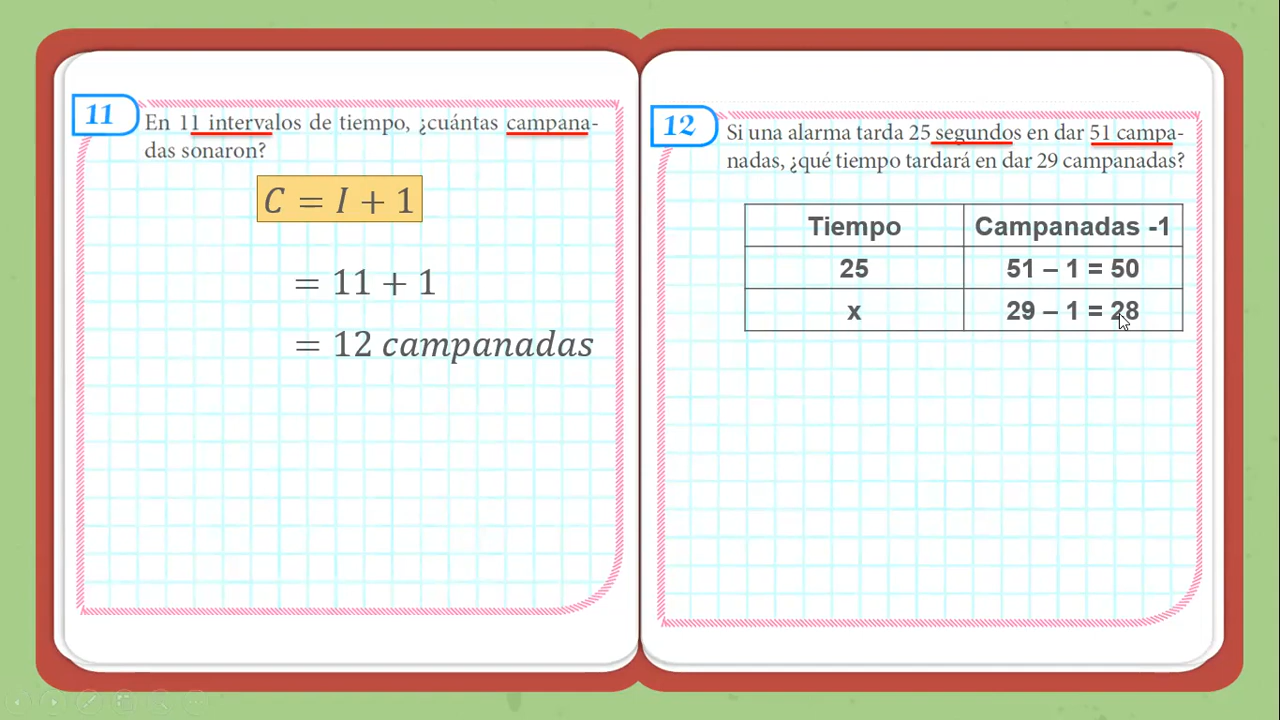 11
En 11 intervalos de tiempo, ¿cuántas campana-
das sonaron?
C = I + 1
= 11 + 1
= 12 campanadas
12
Si una alarma tarda 25 segundos en dar 51 campa-
nadas, ¿qué tiempo tardará en dar 29 campanadas?
Tiempo Campanadas -1
25 51 – 1 = 50
x 29 – 1 = 28